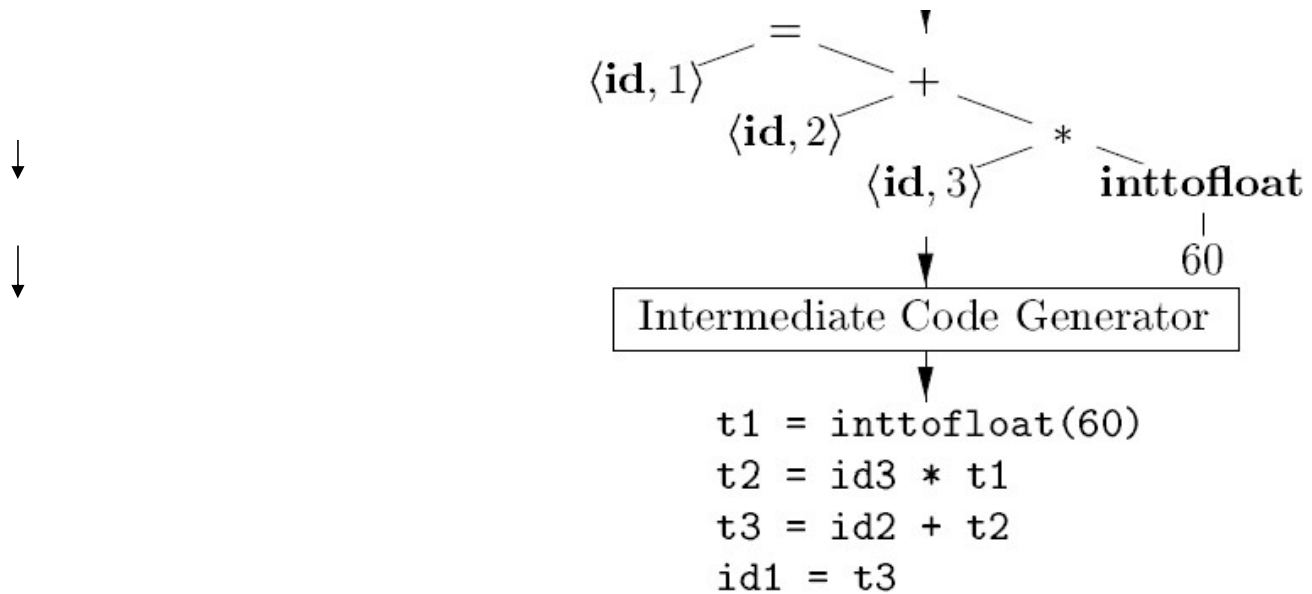 =
⟨id, 1⟩
+
⟨id, 2⟩
*
⟨id, 3⟩
inttofloat
60
Intermediate Code Generator
t1 = inttofloat(60)
t2 = id3 * t1
t3 = id2 + t2
id1 = t3